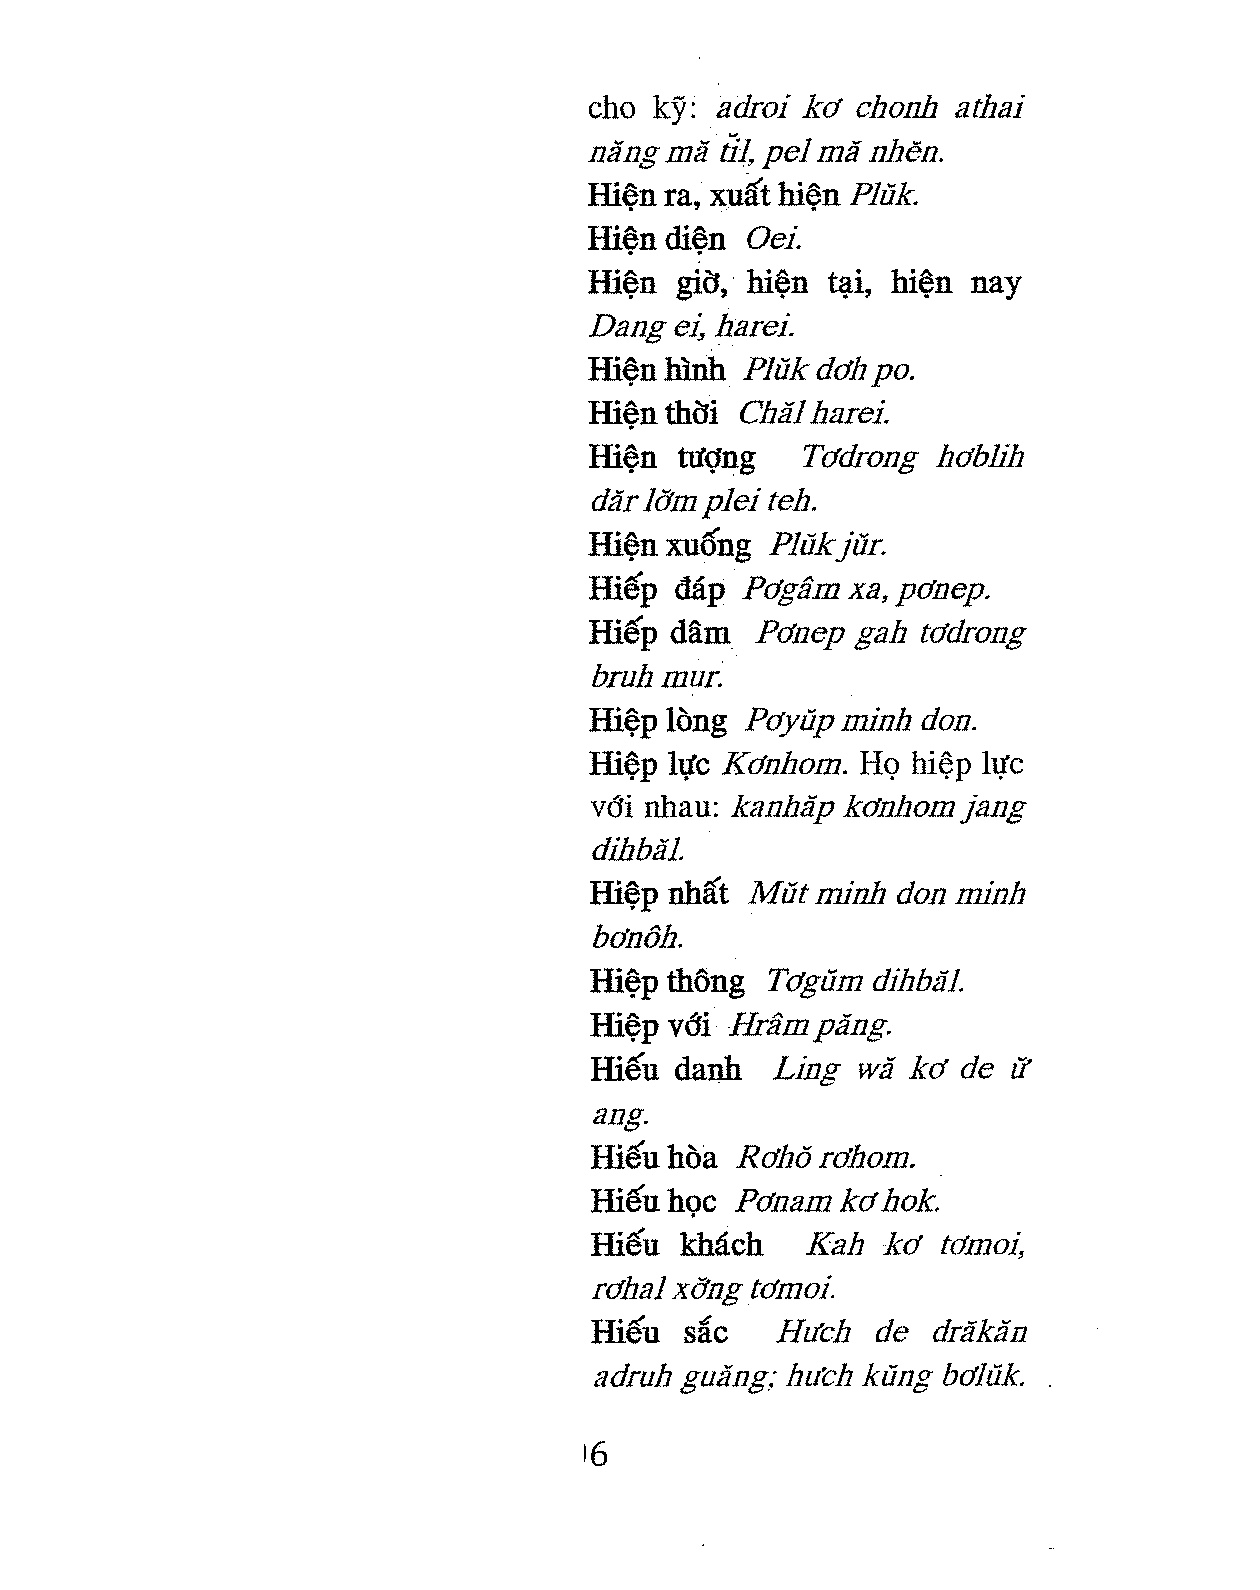 cho kỹ: adroi kơ chonh athai
năng mă tĭl, pel mă nhĕn.
Hiện ra, xuất hiện Plŭk.
Hiện diện Oei.
Hiện giờ, hiện tại, hiện nay
Dang ei, harei.
Hiện hình Plŭk dơh po.
Hiện thời Chăl harei.
Hiện tượng Tơdrong hơblih
dăr lơ̆m plei teh.
Hiện xuống Plŭk jŭr.
Hiếp đáp Pơgâm xa, pơnep.
Hiếp dâm Pơnep gah tơdrong
bruh mur.
Hiệp lòng Pơyŭp minh don.
Hiệp lực Kơnhom. Họ hiệp lực
với nhau: kanhăp kơnhom jang
dihbăl.
Hiệp nhất Mŭt minh don minh
bơnôh.
Hiệp thông Tơgŭm dihbăl.
Hiệp với Hrâm păng.
Hiếu danh Ling wă kơ de ư̆
ang.
Hiếu hòa Rơhŏ rơhom.
Hiếu học Pơnam kơ hok.
Hiếu khách Kah kơ tơmoi,
rơhal xơ̆ng tơmoi.
Hiếu sắc Hưch de drăkăn
adruh guăng; hưch kŭng bơlŭk.
6